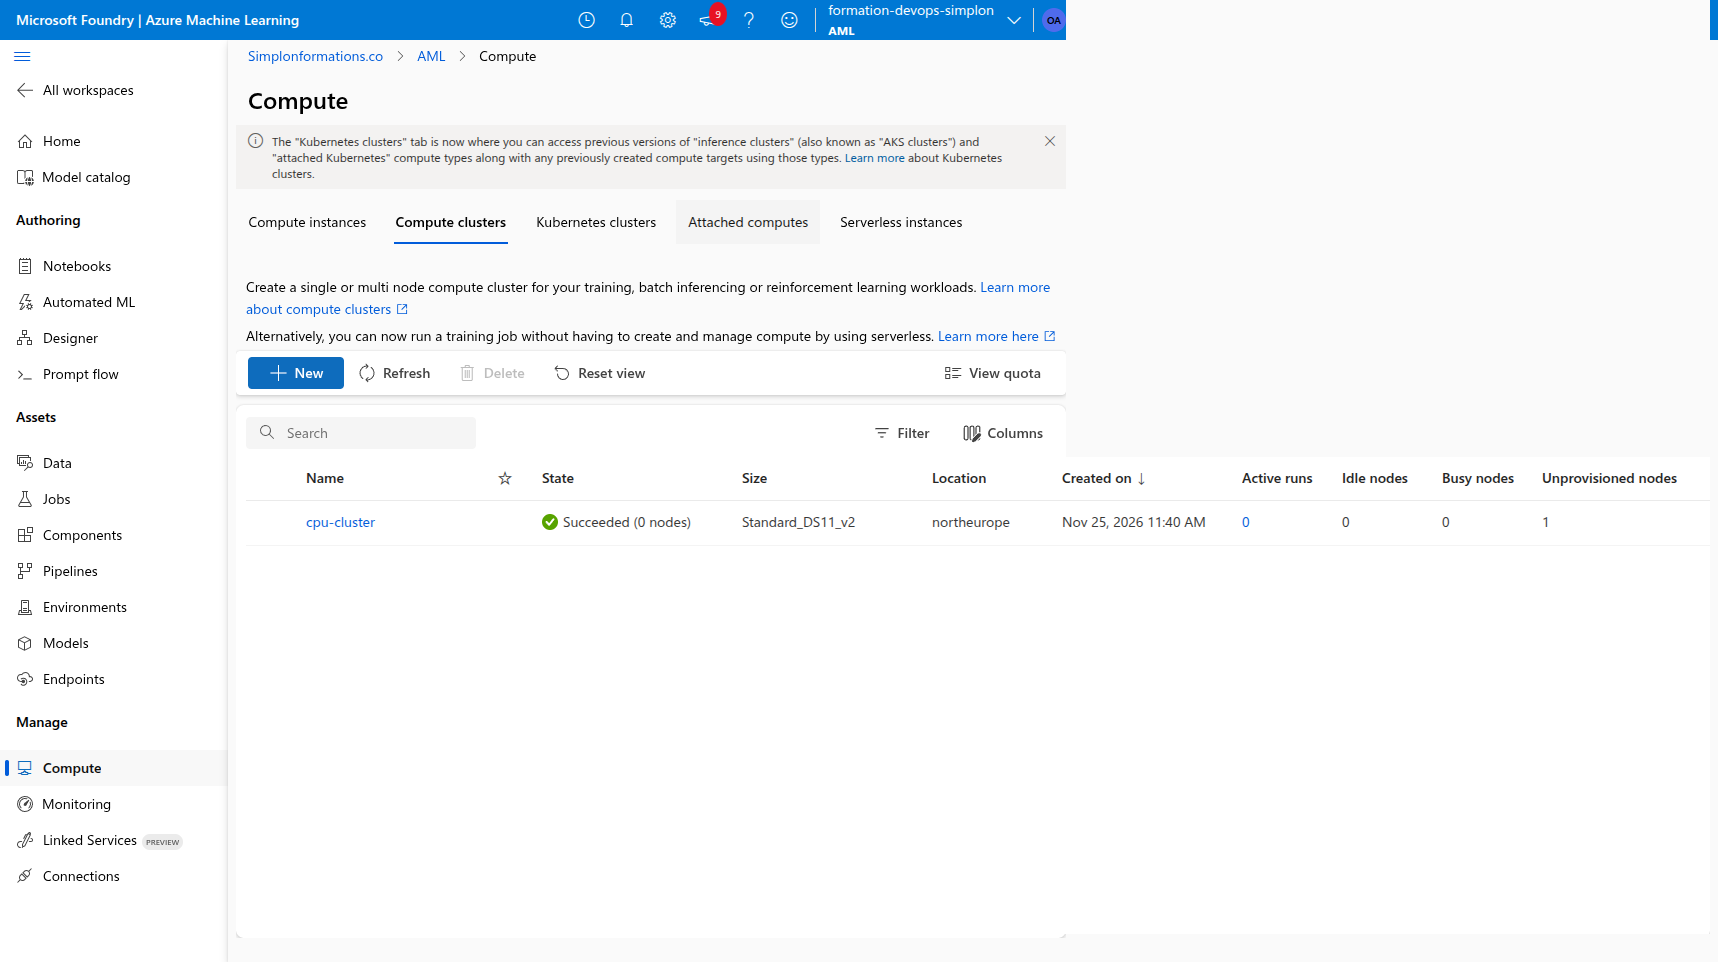 Microsoft Foundry | Azure Machine Learning
9
formation-devops-simplon
AML
OA
All workspaces
Home
Model catalog
Authoring
Notebooks
Automated ML
Designer
Prompt flow
Assets
Data
Jobs
Components
Pipelines
Environments
Models
Endpoints
Manage
Compute
Monitoring
Linked Services PREVIEW
Connections
Simplonformations.co > AML > Compute
Compute
The "Kubernetes clusters" tab is now where you can access previous versions of "inference clusters" (also known as "AKS clusters") and
"attached Kubernetes" compute types along with any previously created compute targets using those types. Learn more about Kubernetes
clusters.
Compute instances Compute clusters Kubernetes clusters Attached computes Serverless instances
Create a single or multi node compute cluster for your training, batch inferencing or reinforcement learning workloads. Learn more
about compute clusters
Alternatively, you can now run a training job without having to create and manage compute by using serverless. Learn more here
New Refresh Delete Reset view View quota
Search Filter Columns
Name State Size Location Created on ↓ Active runs Idle nodes Busy nodes Unprovisioned nodes
cpu-cluster Succeeded (0 nodes) Standard_DS11_v2 northeurope Nov 25, 2026 11:40 AM 0 0 0 1